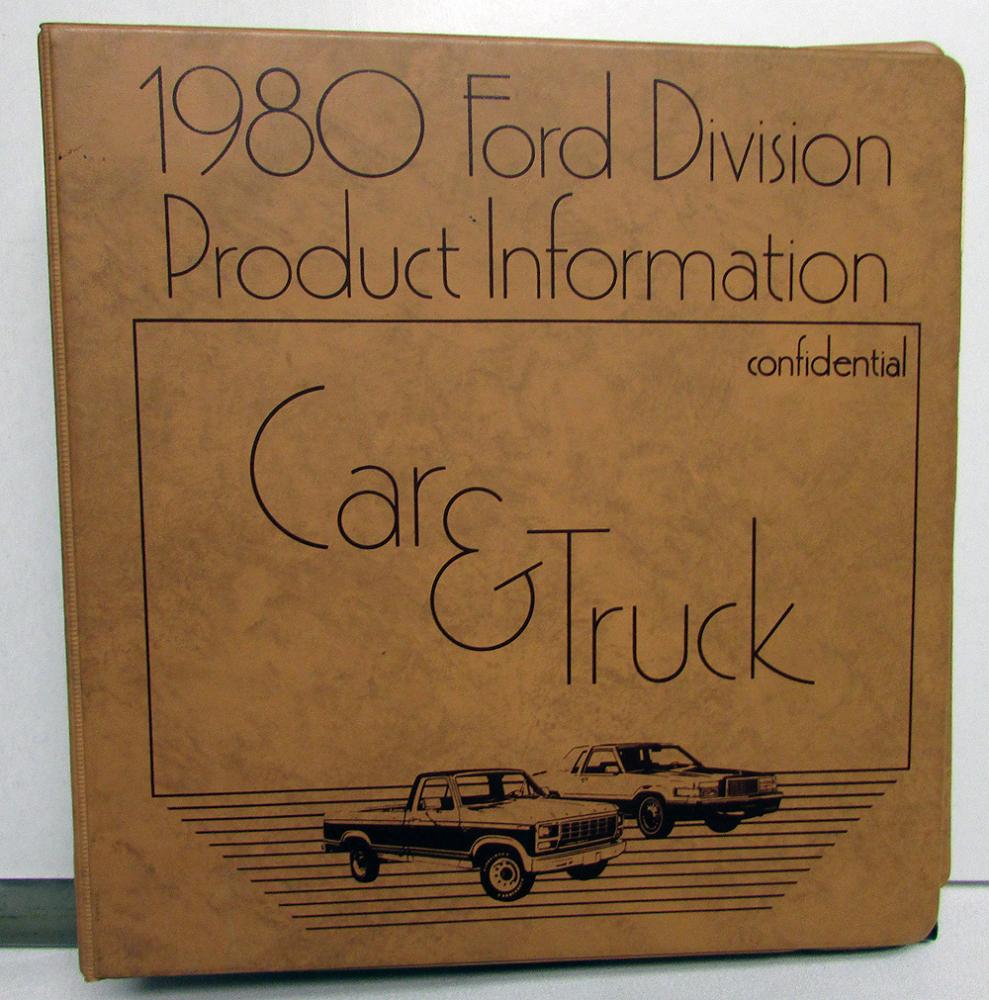 1980 Ford Division
Product Information
confidential
Car
& Truck